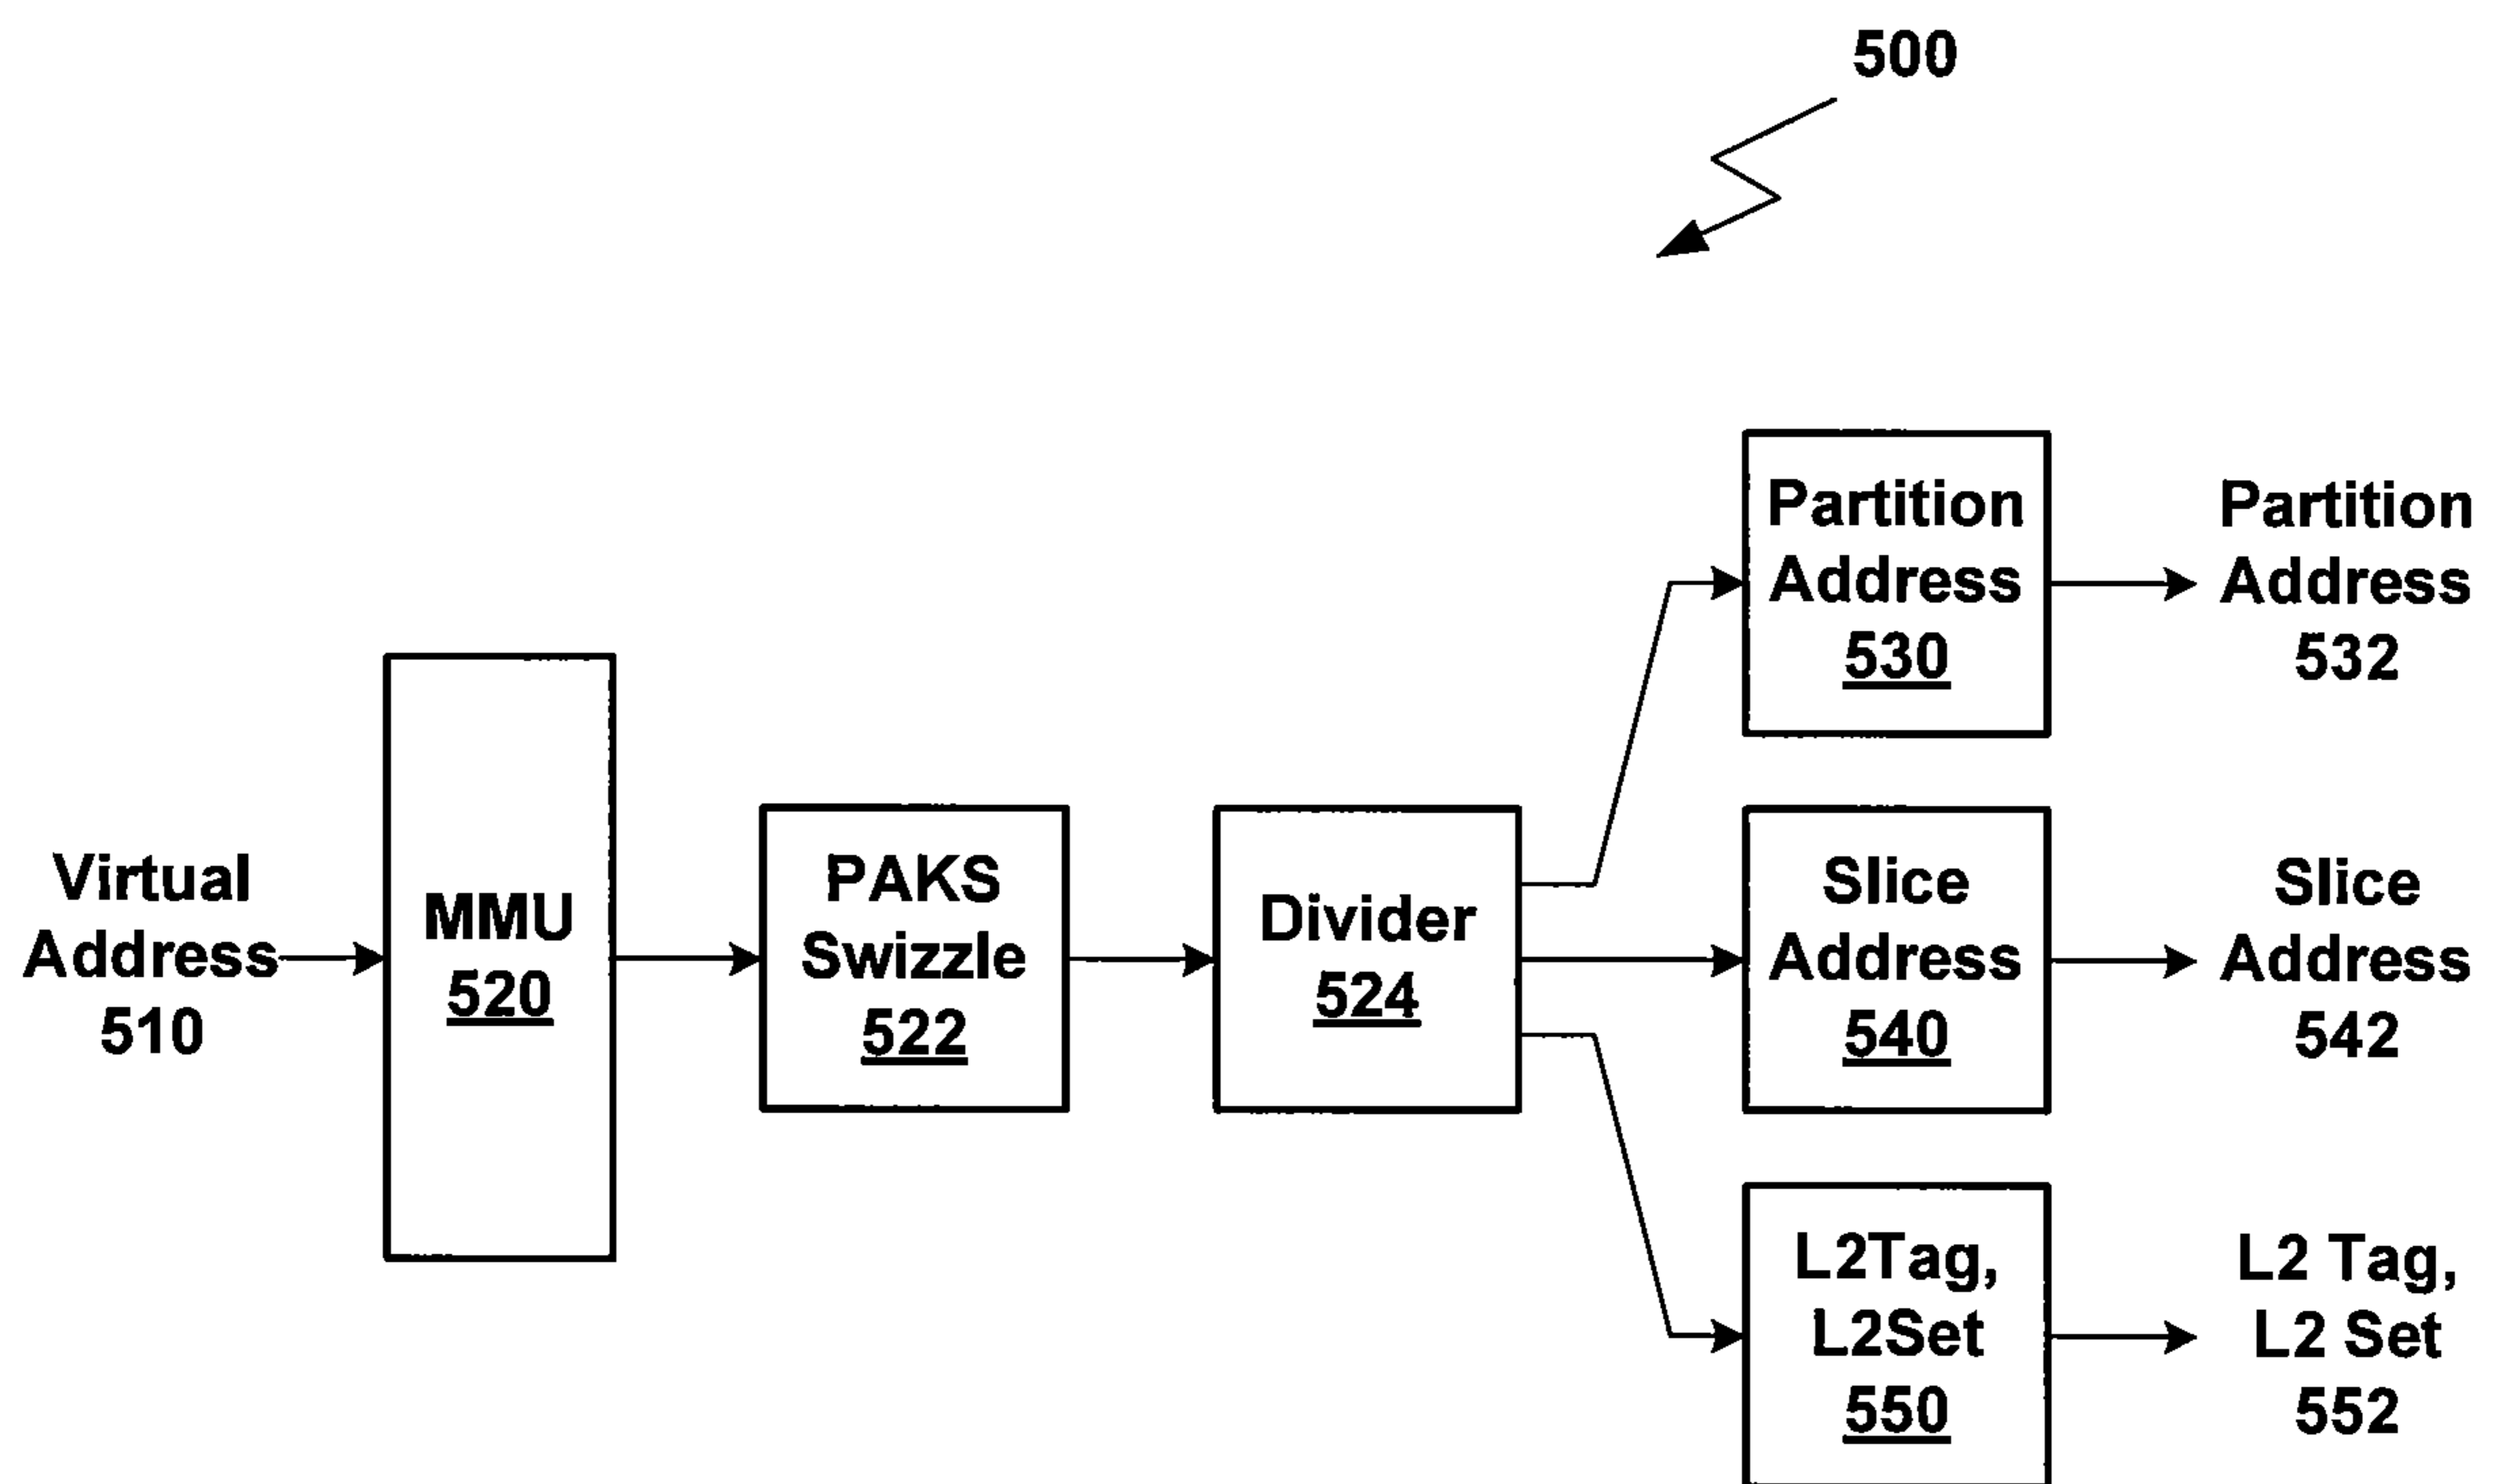 500
Virtual
Address
510
MMU
520
PAKS
Swizzle
522
Divider
524
Partition
Address
530
Partition
Address
532
Slice
Address
540
Slice
Address
542
L2Tag,
L2Set
550
L2 Tag,
L2 Set
552